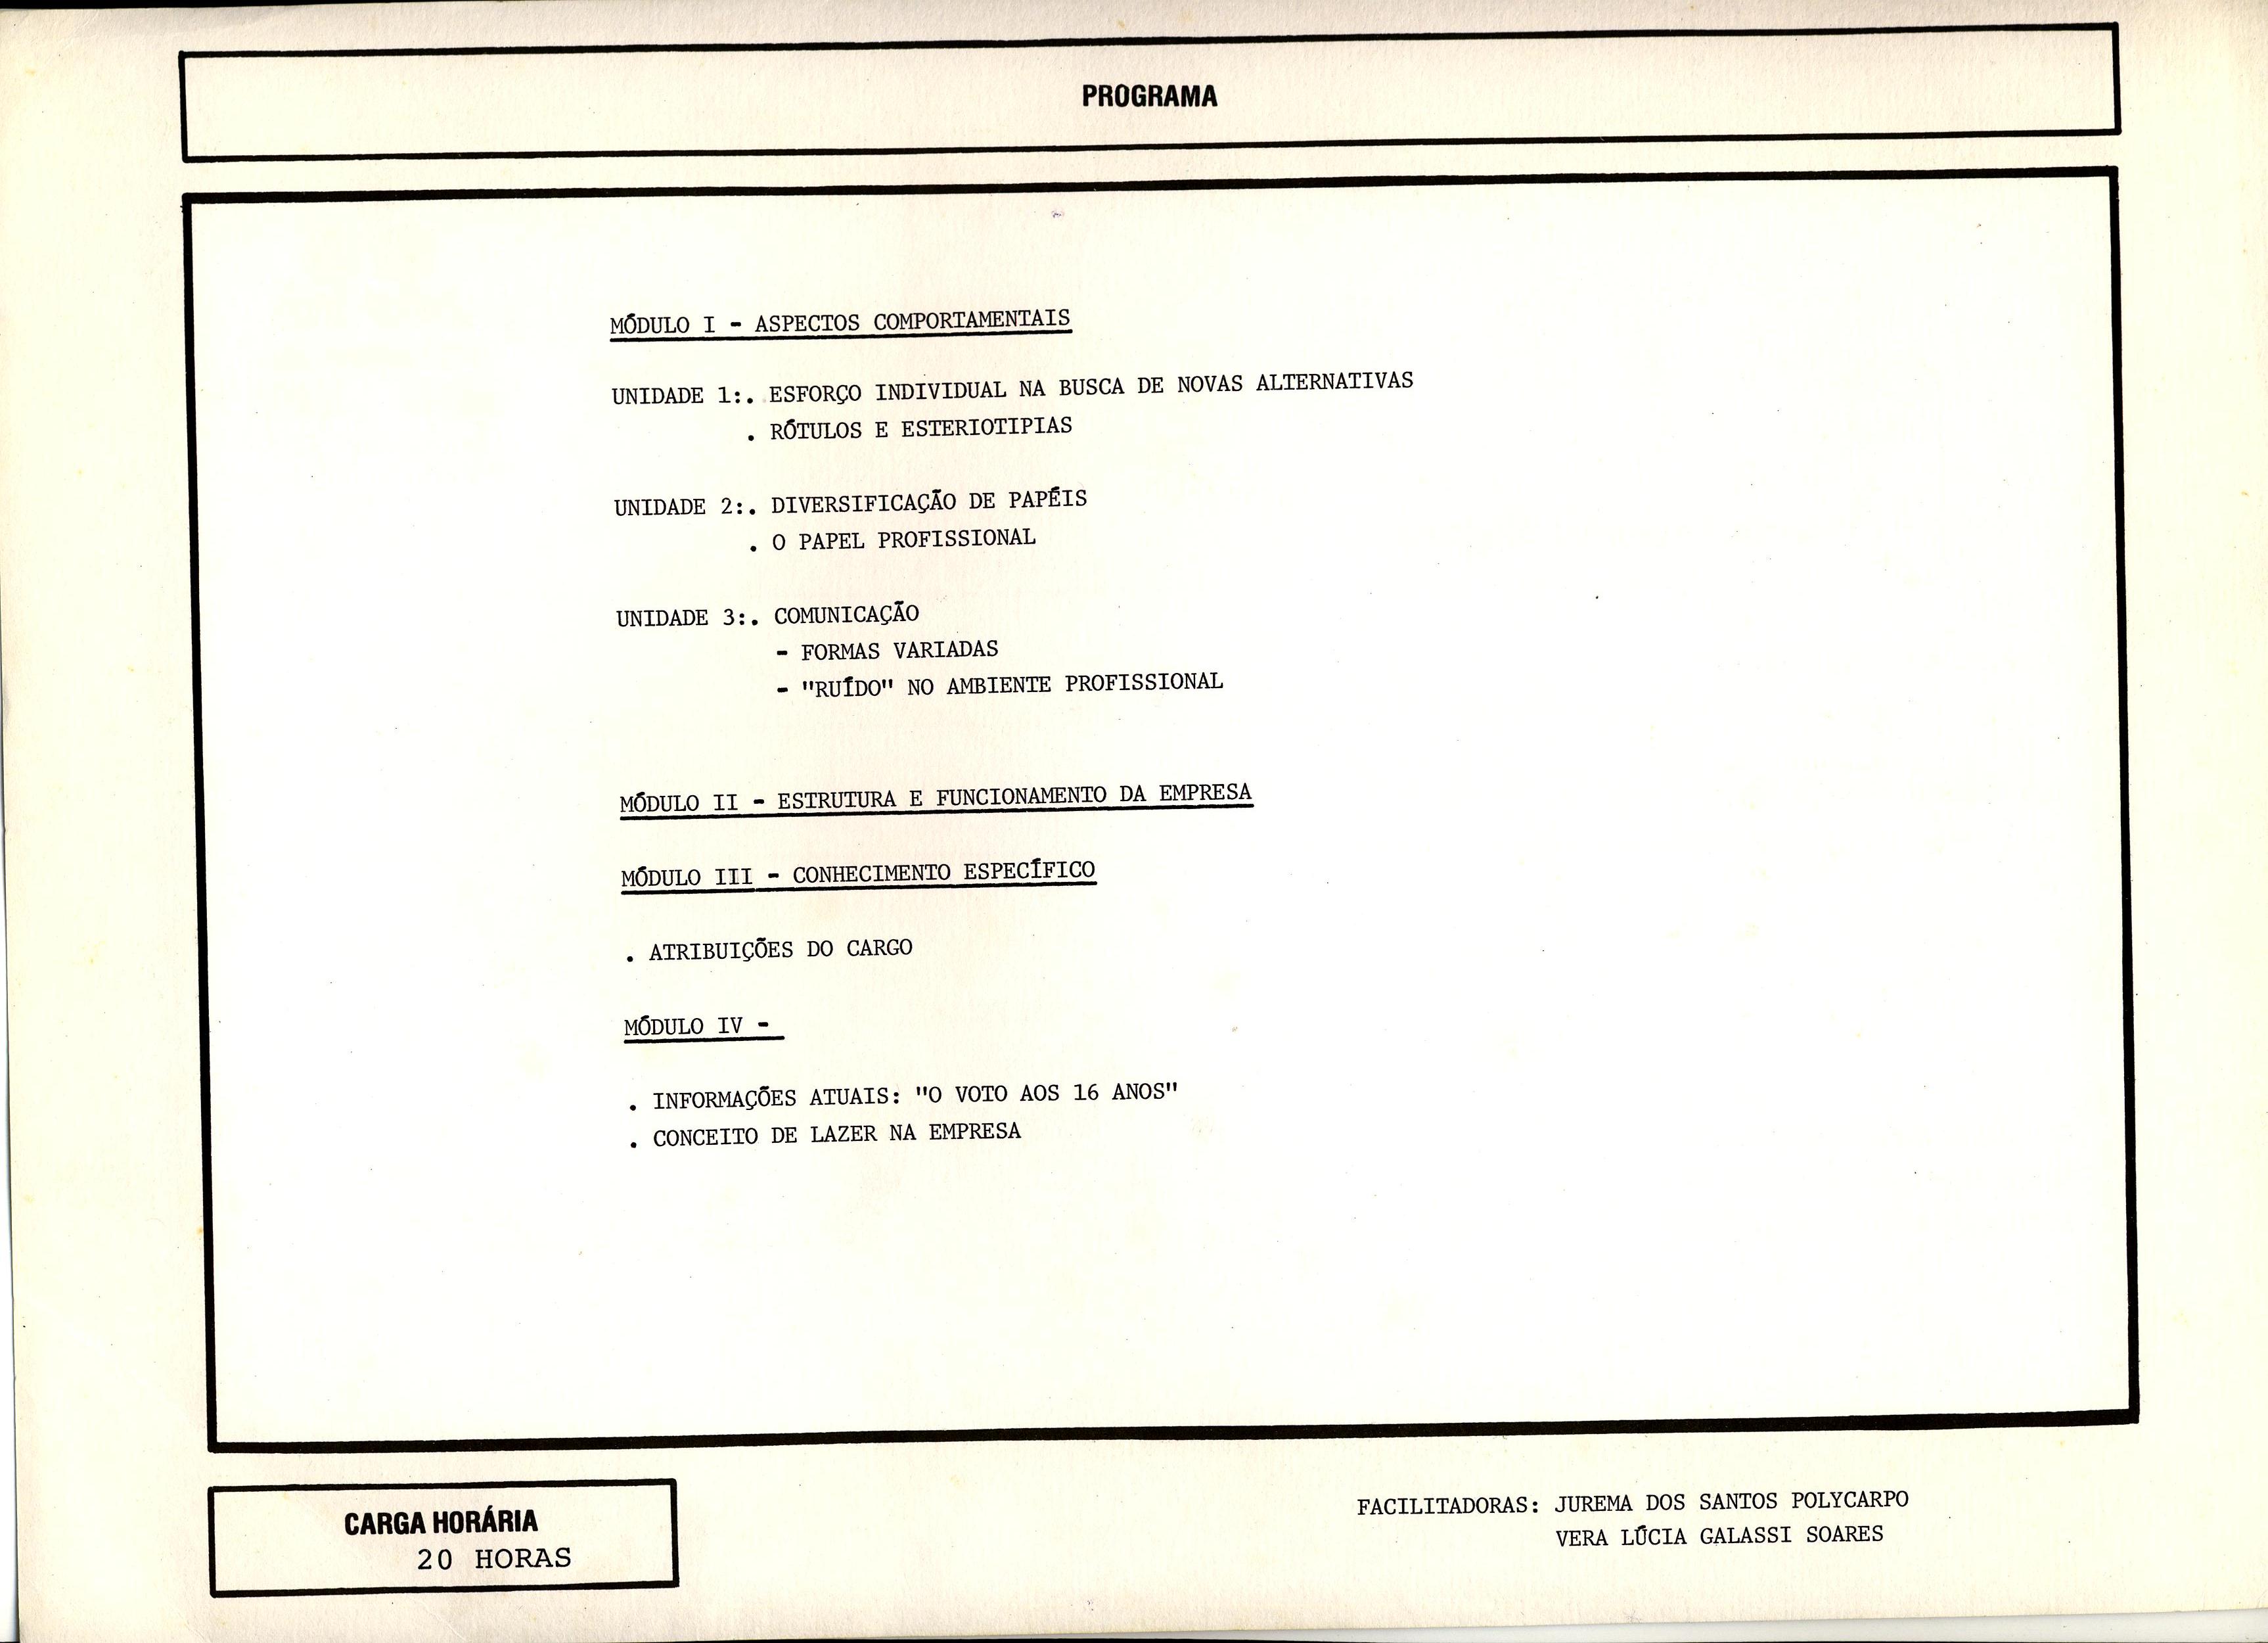 PROGRAMA
MÓDULO I - ASPECTOS COMPORTAMENTAIS
UNIDADE 1:. ESFORÇO INDIVIDUAL NA BUSCA DE NOVAS ALTERNATIVAS
. RÓTULOS E ESTERIOTIPIAS
UNIDADE 2:. DIVERSIFICAÇÃO DE PAPÉIS
. O PAPEL PROFISSIONAL
UNIDADE 3:. COMUNICAÇÃO
- FORMAS VARIADAS
- "RUÍDO" NO AMBIENTE PROFISSIONAL
MÓDULO II - ESTRUTURA E FUNCIONAMENTO DA EMPRESA
MÓDULO III - CONHECIMENTO ESPECÍFICO
. ATRIBUIÇÕES DO CARGO
MÓDULO IV -
. INFORMAÇÕES ATUAIS: "O VOTO AOS 16 ANOS"
. CONCEITO DE LAZER NA EMPRESA
CARGA HORÁRIA
20 HORAS
FACILITADORAS: JUREMA DOS SANTOS POLYCARPO
VERA LÚCIA GALASSI SOARES